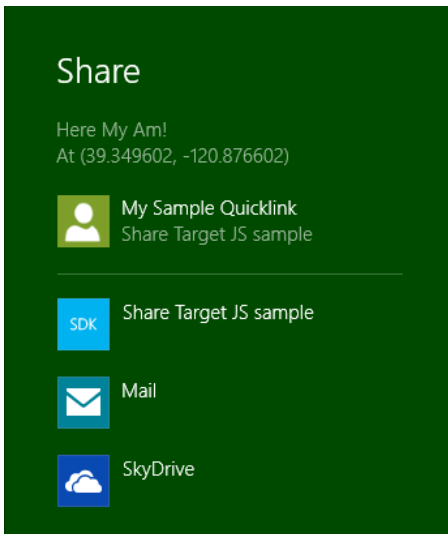 Share
Here My Am!
At (39.349602, -120.876602)
My Sample Quicklink
Share Target JS sample
SDK
Share Target JS sample
Mail
SkyDrive